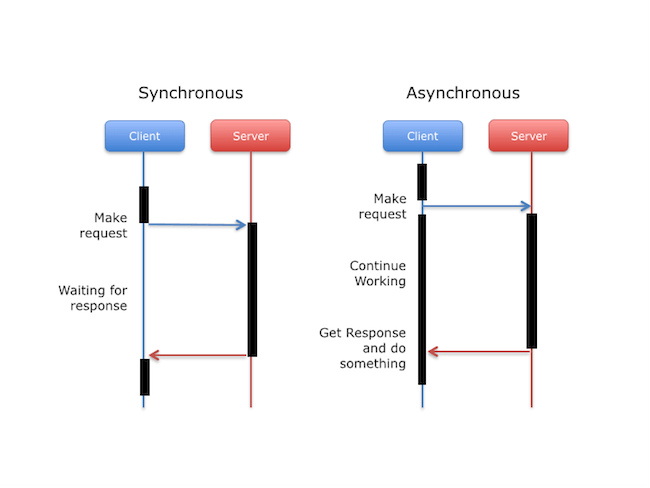 Synchronous
Client
Server
Make
request
Waiting for
response
Asynchronous
Client
Server
Make
request
Continue
Working
Get Response
and do
something